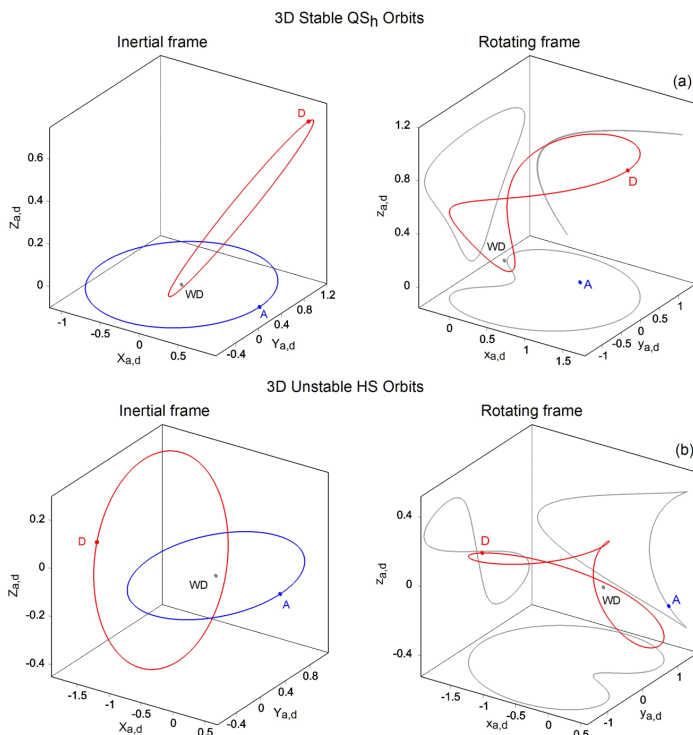 3D Stable QSh Orbits
Inertial frame
Rotating frame
(a)
D
0.6
0.4
0.2
0
Za,d
WD
A
-1
-0.5
0
0.5
Xa,d
-0.4
0
0.4
0.8
1.2
Ya,d
1.2
0.8
0.4
0
za,d
D
WD
A
0
0.5
1
1.5
xa,d
-1
-0.5
0
0.5
1
ya,d
3D Unstable HS Orbits
Inertial frame
Rotating frame
(b)
0.2
0
-0.2
-0.4
Za,d
D
WD
A
-1.5
-1
-0.5
0
0.5
Xa,d
-0.4
0
0.4
0.8
Ya,d
0.4
0
-0.4
za,d
D
WD
A
-1.5
-1
-0.5
0
0.5
xa,d
-1
-0.5
0
0.5
1
ya,d